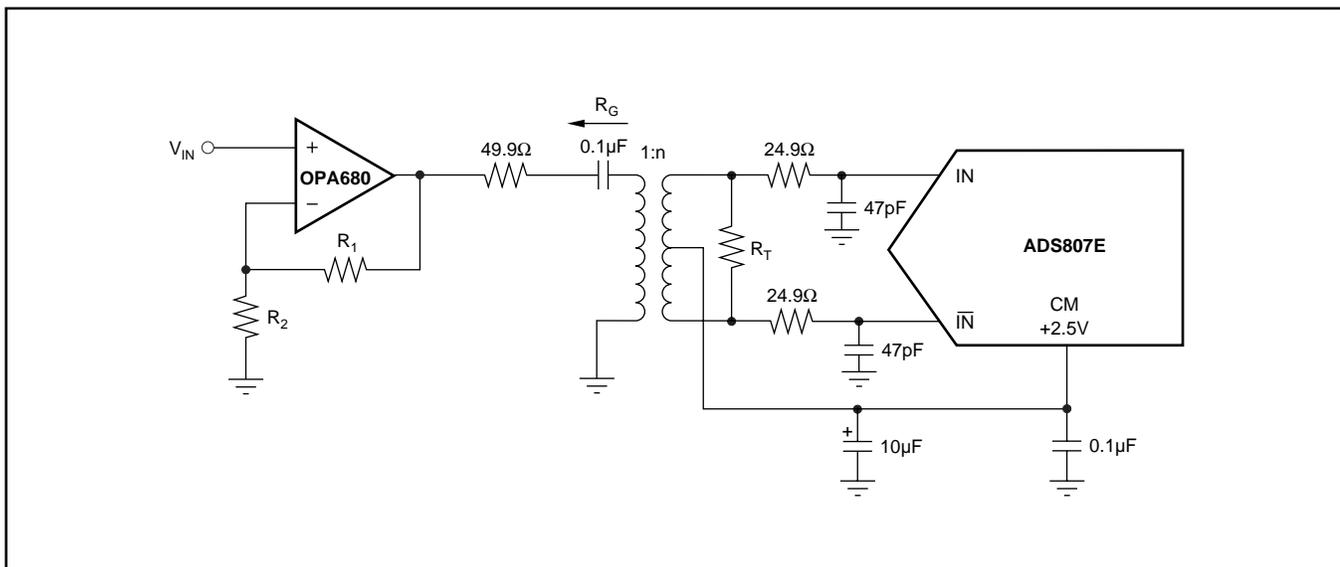 R_G
V_IN
+
OPA680
−
49.9Ω
0.1µF
1:n
24.9Ω
47pF
IN
ADS807E
R_1
R_T
R_2
24.9Ω
I̅N̅
CM
+2.5V
47pF
+
10µF
0.1µF